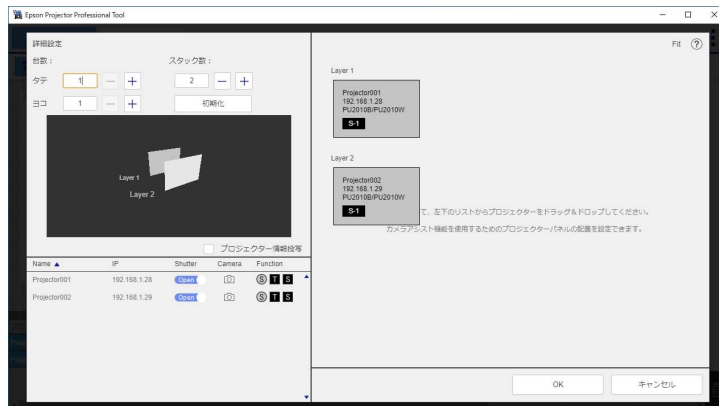 Epson Projector Professional Tool
詳細設定
台数 :
スタック数 :
タテ 1 2
ヨコ 1 初期化
Layer 1
Layer 2
プロジェクター情報投写
Name IP Shutter Camera Function
Projector001 192.168.1.28 Open S T S
Projector002 192.168.1.29 Open S T S
Fit ?
Layer 1
Projector001
192.168.1.28
PU2010B/PU2010W
S-1
Layer 2
Projector002
192.168.1.29
PU2010B/PU2010W
S-1
て、左下のリストからプロジェクターをドラッグ&ドロップしてください。
カメラアシスト機能を使用するためのプロジェクターパネルの配置を設定できます。
OK キャンセル